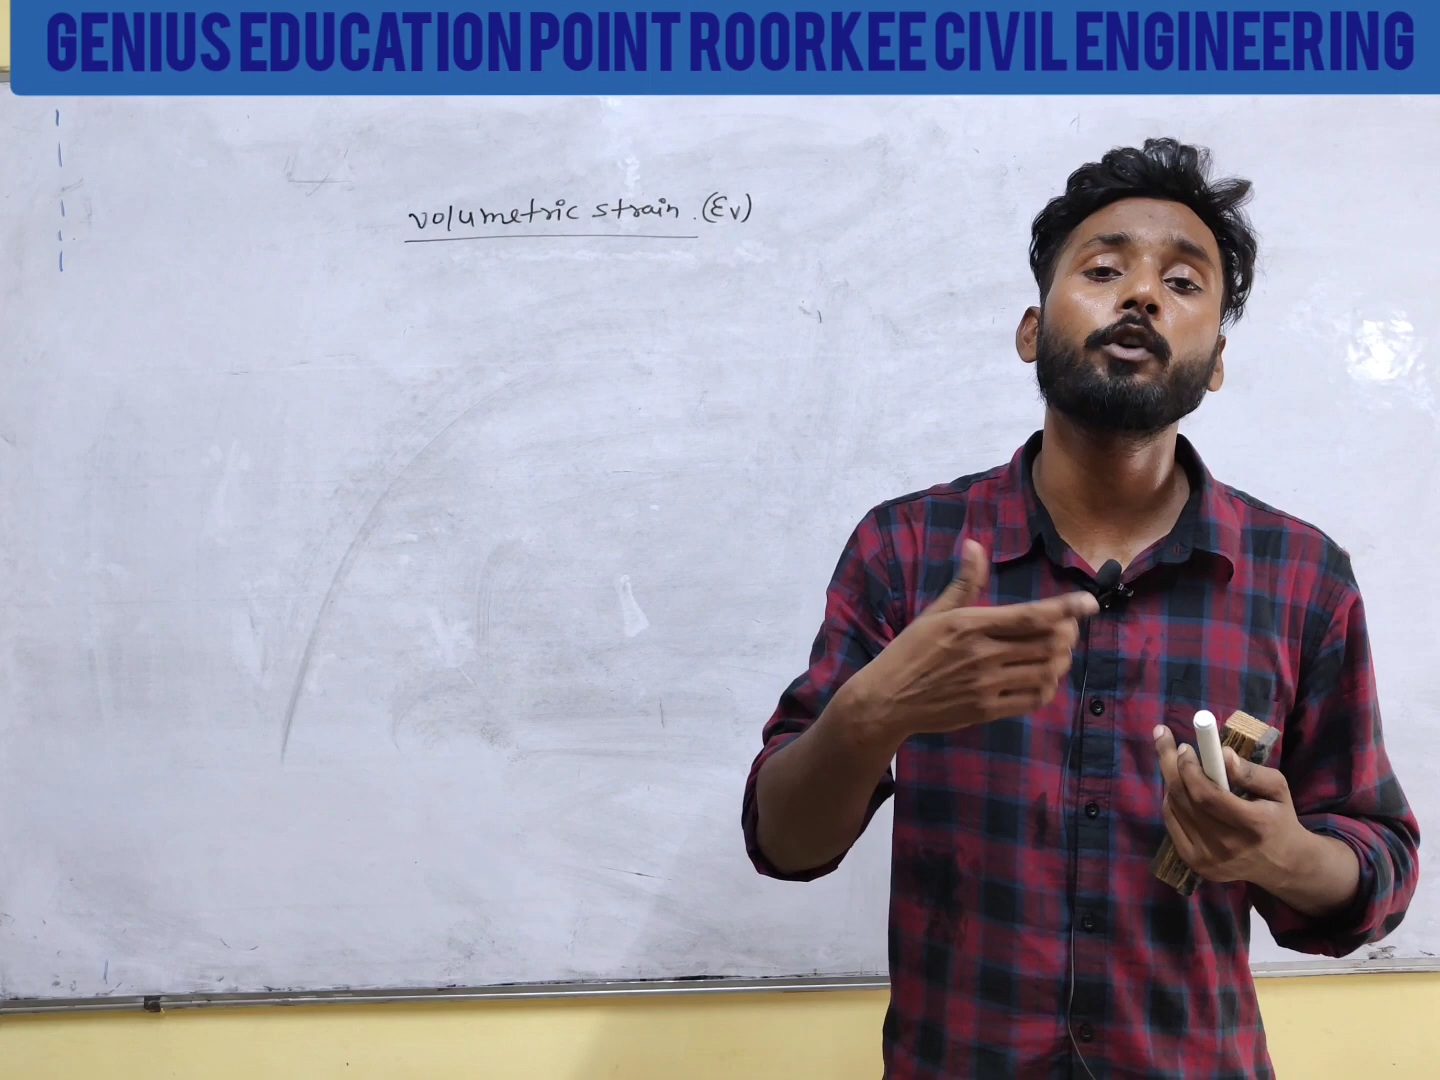 GENIUS EDUCATION POINT ROORKEE CIVIL ENGINEERING
volumetric strain. (εv)